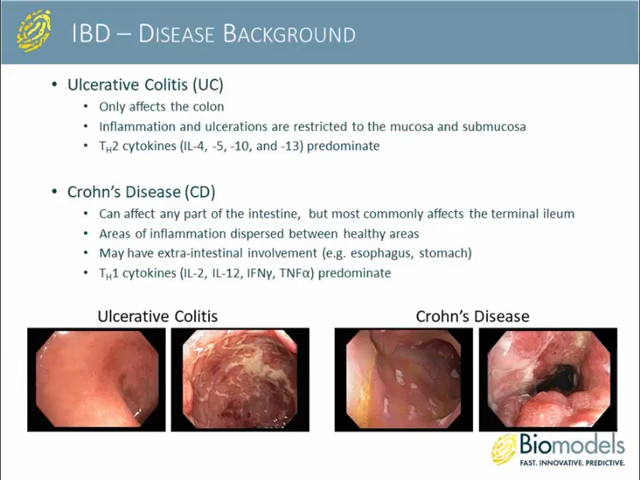 IBD – Disease Background
• Ulcerative Colitis (UC)
• Only affects the colon
• Inflammation and ulcerations are restricted to the mucosa and submucosa
• TH2 cytokines (IL-4, -5, -10, and -13) predominate
• Crohn's Disease (CD)
• Can affect any part of the intestine, but most commonly affects the terminal ileum
• Areas of inflammation dispersed between healthy areas
• May have extra-intestinal involvement (e.g. esophagus, stomach)
• TH1 cytokines (IL-2, IL-12, IFNγ, TNFα) predominate
Ulcerative Colitis
Crohn's Disease
Biomodels
FAST. INNOVATIVE. PREDICTIVE.